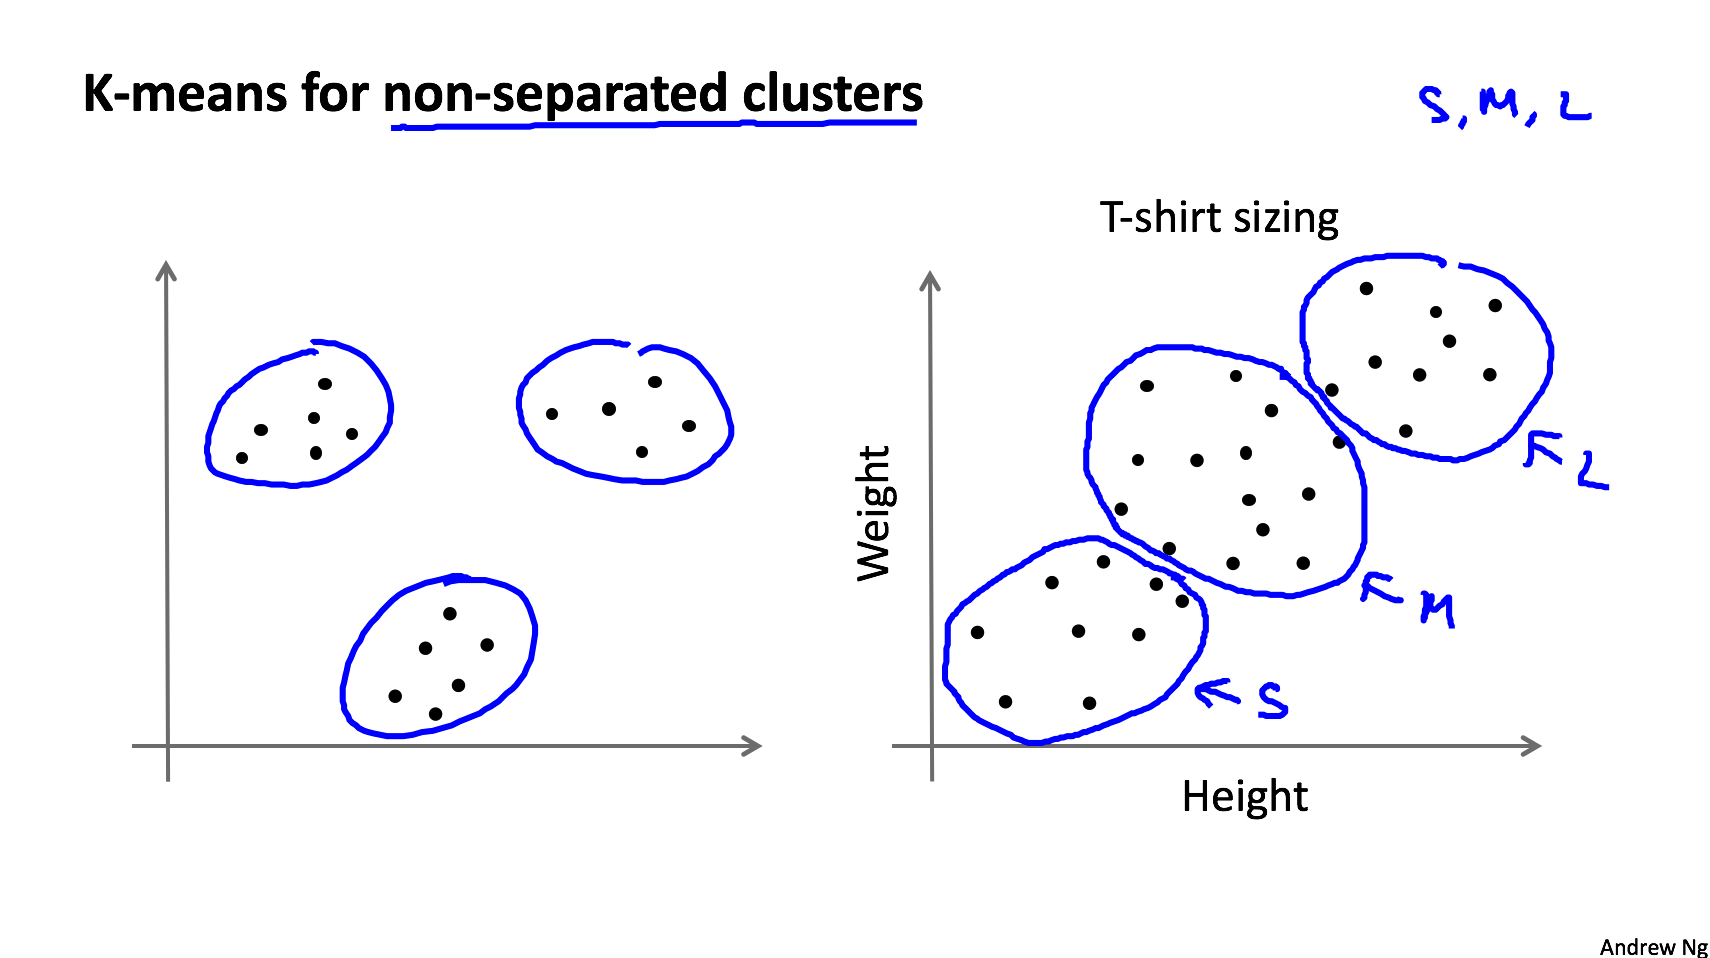 K-means for non-separated clusters
S, M, L
T-shirt sizing
Weight
L
M
S
Height
Andrew Ng